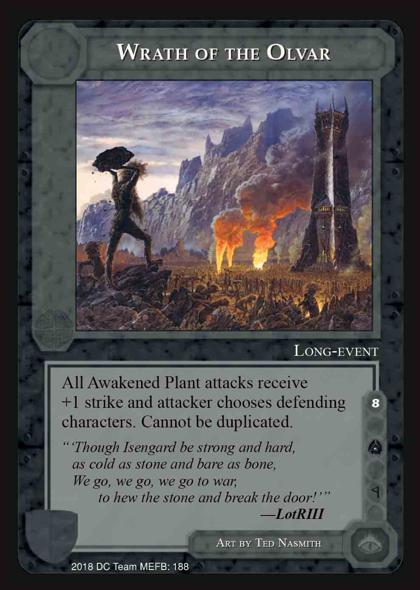 WRATH OF THE OLVAR
LONG-EVENT
All Awakened Plant attacks receive
+1 strike and attacker chooses defending
characters. Cannot be duplicated.
8
“‘Though Isengard be strong and hard,
as cold as stone and bare as bone,
We go, we go, we go to war,
to hew the stone and break the door!’”
—LotRIII
ART BY TED NASMITH
2018 DC Team MEFB: 188